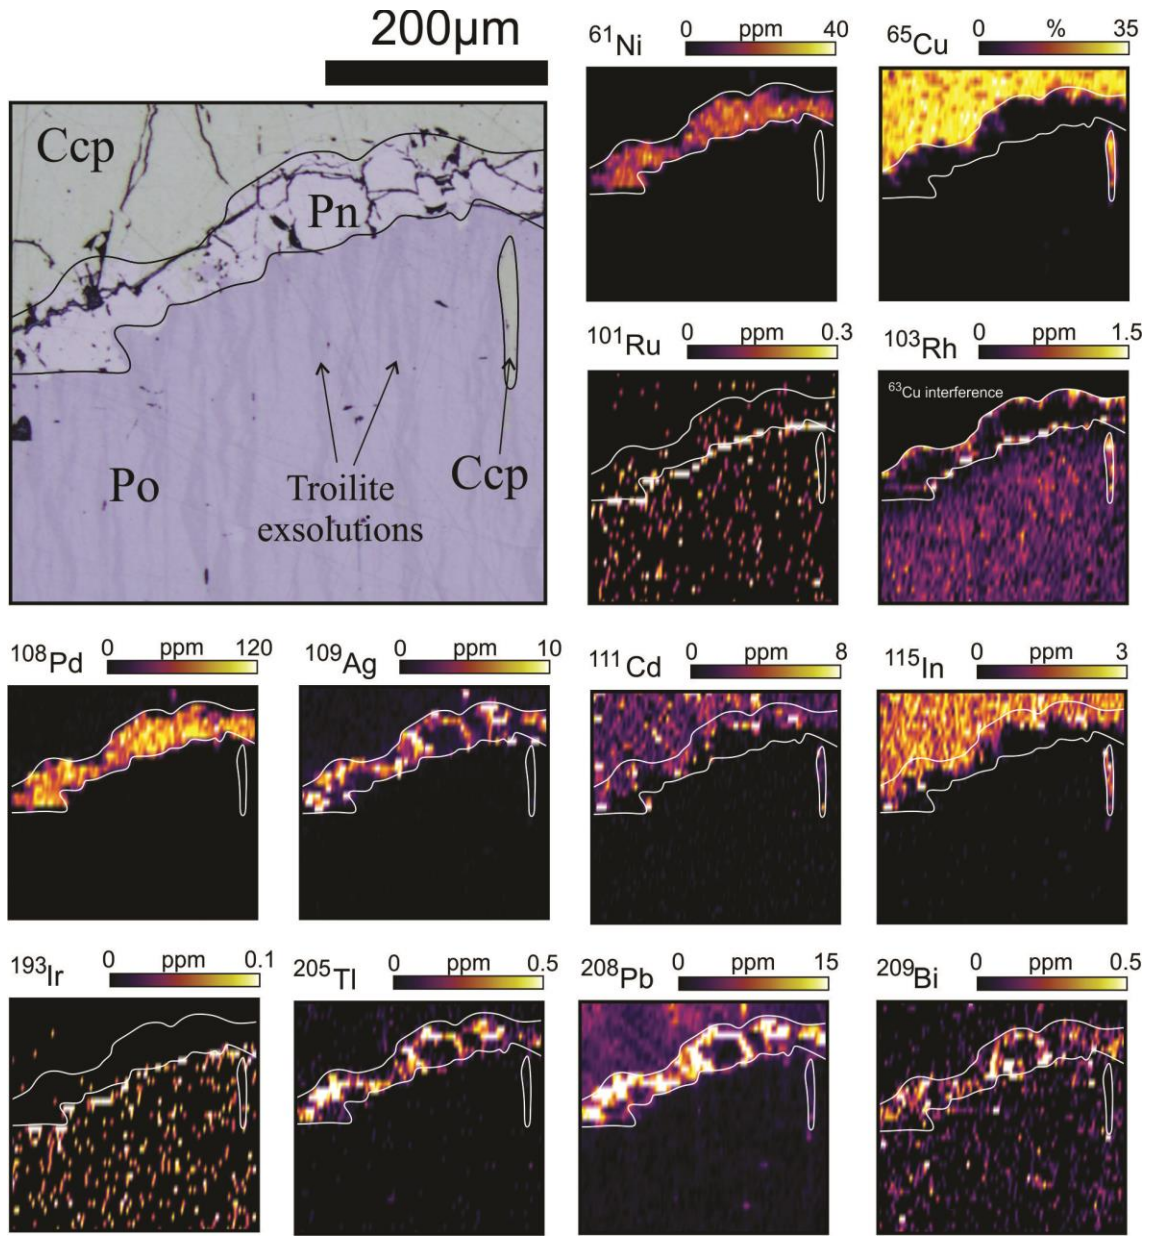 200µm
Ccp
Pn
Po
Troilite
exsolutions
Ccp
⁶¹Ni 0 ppm 40
⁶⁵Cu 0 % 35
¹⁰¹Ru 0 ppm 0.3
¹⁰³Rh 0 ppm 1.5
⁶³Cu interference
¹⁰⁸Pd 0 ppm 120
¹⁰⁹Ag 0 ppm 10
¹¹¹Cd 0 ppm 8
¹¹⁵In 0 ppm 3
¹⁹³Ir 0 ppm 0.1
²⁰⁵Tl 0 ppm 0.5
²⁰⁸Pb 0 ppm 15
²⁰⁹Bi 0 ppm 0.5